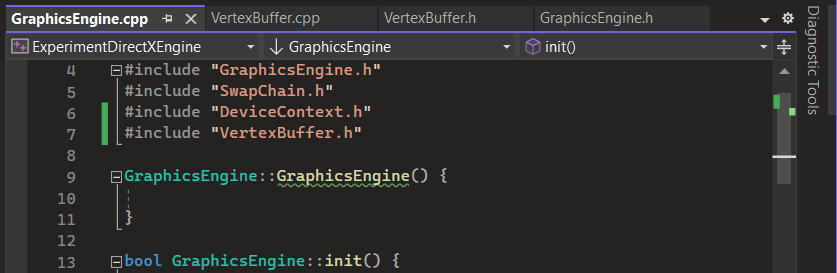 GraphicsEngine.cpp VertexBuffer.cpp VertexBuffer.h GraphicsEngine.h
ExperimentDirectXEngine GraphicsEngine init()
4 #include "GraphicsEngine.h"
5 #include "SwapChain.h"
6 #include "DeviceContext.h"
7 #include "VertexBuffer.h"
8
9 GraphicsEngine::GraphicsEngine() {
10
11 }
12
13 bool GraphicsEngine::init() {
Diagnostic Tools